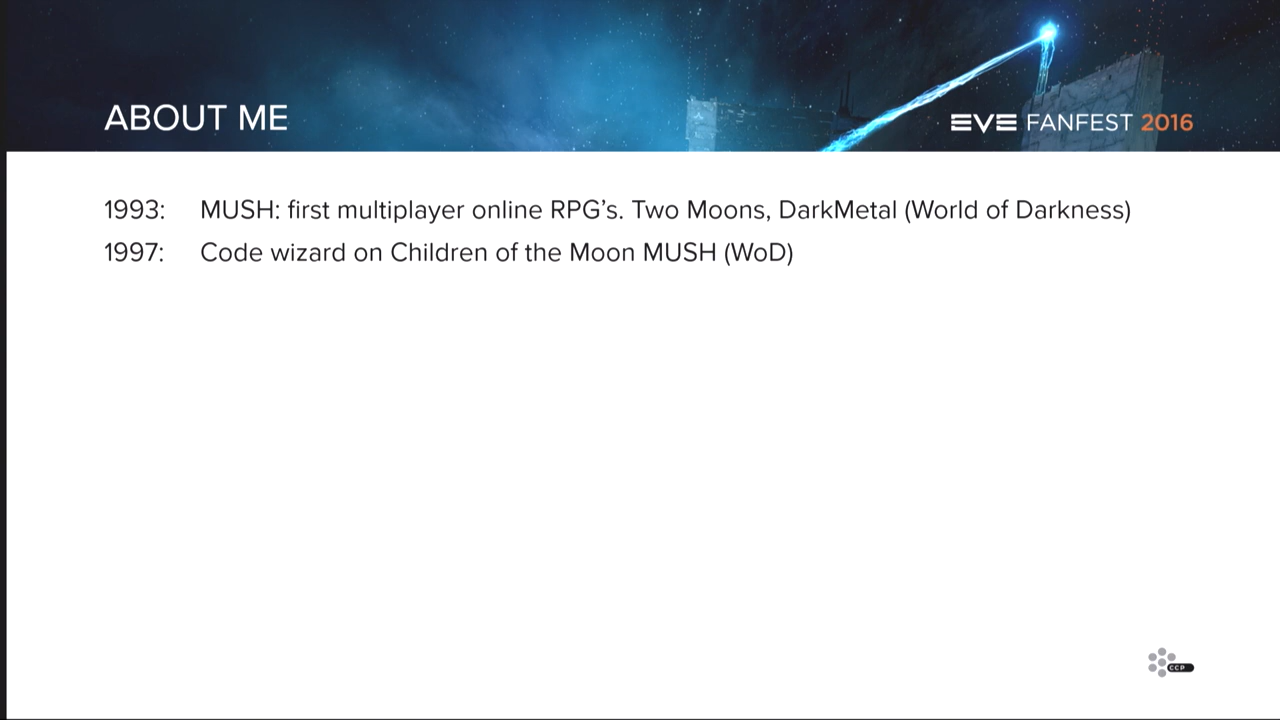 ABOUT ME
EVE FANFEST 2016
1993: MUSH: first multiplayer online RPG’s. Two Moons, DarkMetal (World of Darkness)
1997: Code wizard on Children of the Moon MUSH (WoD)
CCP